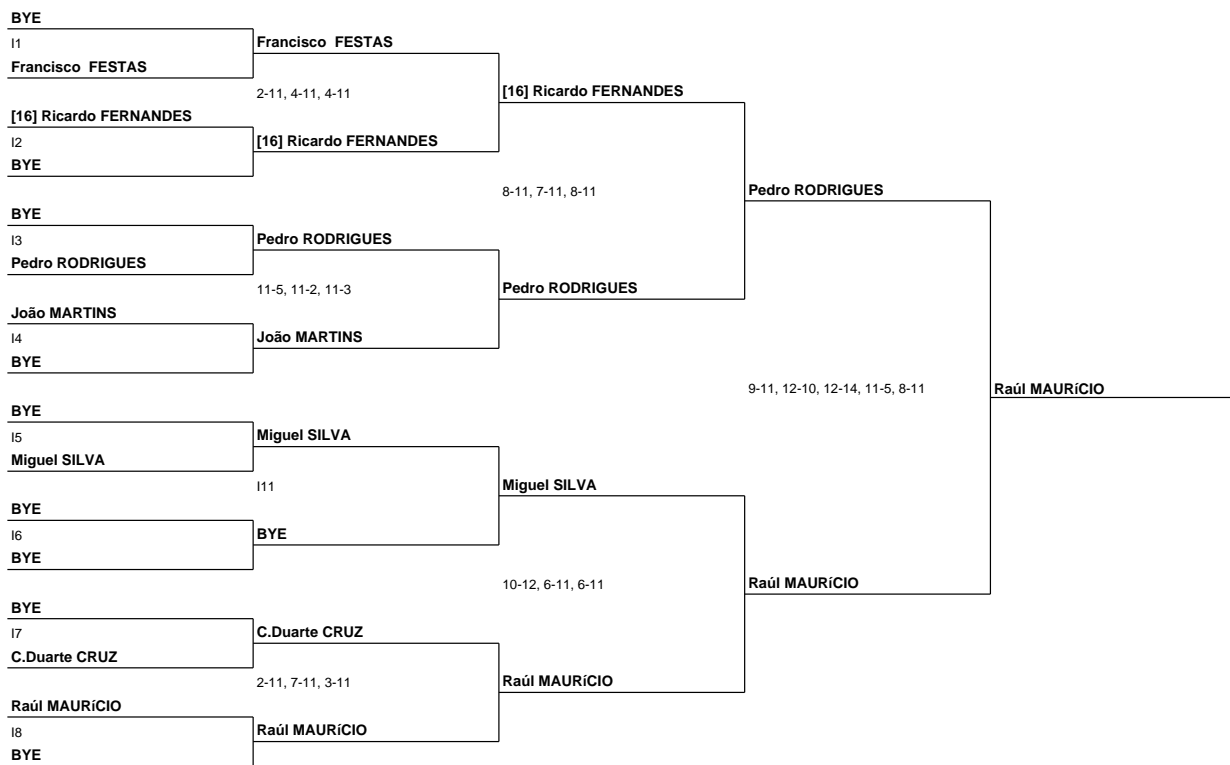 BYE
I1
Francisco  FESTAS
Francisco  FESTAS
2-11, 4-11, 4-11
[16] Ricardo FERNANDES
[16] Ricardo FERNANDES
I2
[16] Ricardo FERNANDES
BYE
8-11, 7-11, 8-11
Pedro RODRIGUES
BYE
I3
Pedro RODRIGUES
Pedro RODRIGUES
11-5, 11-2, 11-3
Pedro RODRIGUES
João MARTINS
I4
João MARTINS
BYE
9-11, 12-10, 12-14, 11-5, 8-11
Raúl MAURíCIO
BYE
I5
Miguel SILVA
Miguel SILVA
I11
Miguel SILVA
BYE
I6
BYE
BYE
10-12, 6-11, 6-11
Raúl MAURíCIO
BYE
I7
C.Duarte CRUZ
C.Duarte CRUZ
2-11, 7-11, 3-11
Raúl MAURíCIO
Raúl MAURíCIO
I8
Raúl MAURíCIO
BYE